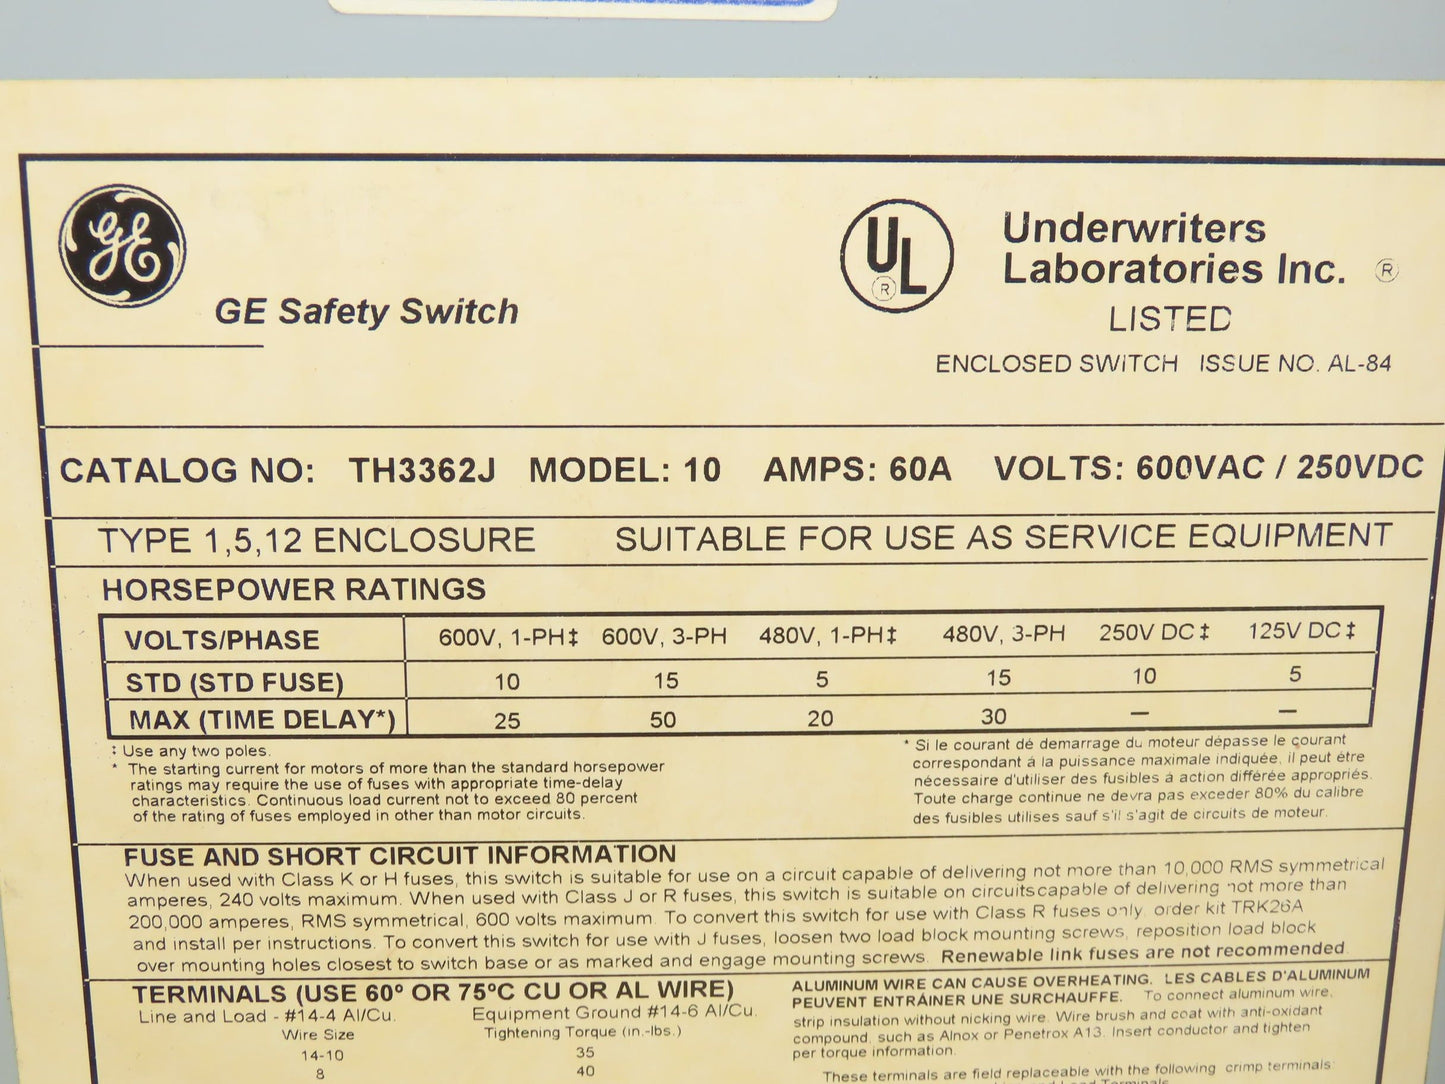 GE
GE Safety Switch
UL ®
Underwriters
Laboratories Inc. ®
LISTED
ENCLOSED SWITCH ISSUE NO. AL-84
CATALOG NO: TH3362J MODEL: 10 AMPS: 60A VOLTS: 600VAC / 250VDC
TYPE 1,5,12 ENCLOSURE SUITABLE FOR USE AS SERVICE EQUIPMENT
HORSEPOWER RATINGS
VOLTS/PHASE 600V, 1-PH‡ 600V, 3-PH 480V, 1-PH‡ 480V, 3-PH 250V DC‡ 125V DC‡
STD (STD FUSE) 10 15 5 15 10 5
MAX (TIME DELAY*) 25 50 20 30 — —
‡ Use any two poles.
* The starting current for motors of more than the standard horsepower
ratings may require the use of fuses with appropriate time-delay
characteristics. Continuous load current not to exceed 80 percent
of the rating of fuses employed in other than motor circuits.
* Si le courant dé demarrage du moteur dépasse le courant
correspondant á la puissance maximale indiquée, il peut étre
nécessaire d'utiliser des fusibles á action différée appropriés.
Toute charge continue ne devra pas exceder 80% du calibre
des fusibles utilises sauf s'il s'agit de circuits de moteur.
FUSE AND SHORT CIRCUIT INFORMATION
When used with Class K or H fuses, this switch is suitable for use on a circuit capable of delivering not more than 10,000 RMS symmetrical
amperes, 240 volts maximum. When used with Class J or R fuses, this switch is suitable on circuits capable of delivering not more than
200,000 amperes, RMS symmetrical, 600 volts maximum. To convert this switch for use with Class R fuses only, order kit TRK26A
and install per instructions. To convert this switch for use with J fuses, loosen two load block mounting screws, reposition load block
over mounting holes closest to switch base or as marked and engage mounting screws. Renewable link fuses are not recommended.
TERMINALS (USE 60º OR 75ºC CU OR AL WIRE)
Line and Load - #14-4 Al/Cu. Equipment Ground #14-6 Al/Cu.
Wire Size Tightening Torque (in.-lbs.)
14-10 35
8 40
ALUMINUM WIRE CAN CAUSE OVERHEATING. LES CABLES D'ALUMINUM
PEUVENT ENTRÁINER UNE SURCHAUFFE. To connect aluminum wire,
strip insulation without nicking wire. Wire brush and coat with anti-oxidant
compound, such as Alnox or Penetrox A13. Insert conductor and tighten
per torque information.
These terminals are field replaceable with the following crimp terminals: